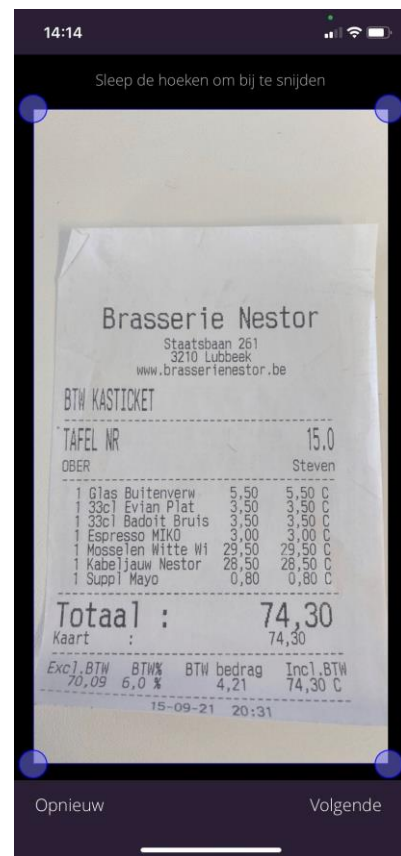 14:14
Sleep de hoeken om bij te snijden
Brasserie Nestor
Staatsbaan 261
3210 Lubbeek
www.brasserienestor.be
BTW KASTICKET
TAFEL NR 15.0
OBER Steven
1 Glas Buitenverw 5,50 5,50 C
1 33cl Evian Plat 3,50 3,50 C
1 33cl Badoit Bruis 3,50 3,50 C
1 Espresso MIKO 3,00 3,00 C
1 Mosselen Witte Wi 29,50 29,50 C
1 Kabeljauw Nestor 28,50 28,50 C
1 Suppl Mayo 0,80 0,80 C
Totaal : 74,30
Kaart : 74,30
Excl.BTW BTW% BTW bedrag Incl.BTW
70,09 6,0 % 4,21 74,30 C
15-09-21 20:31
Opnieuw Volgende